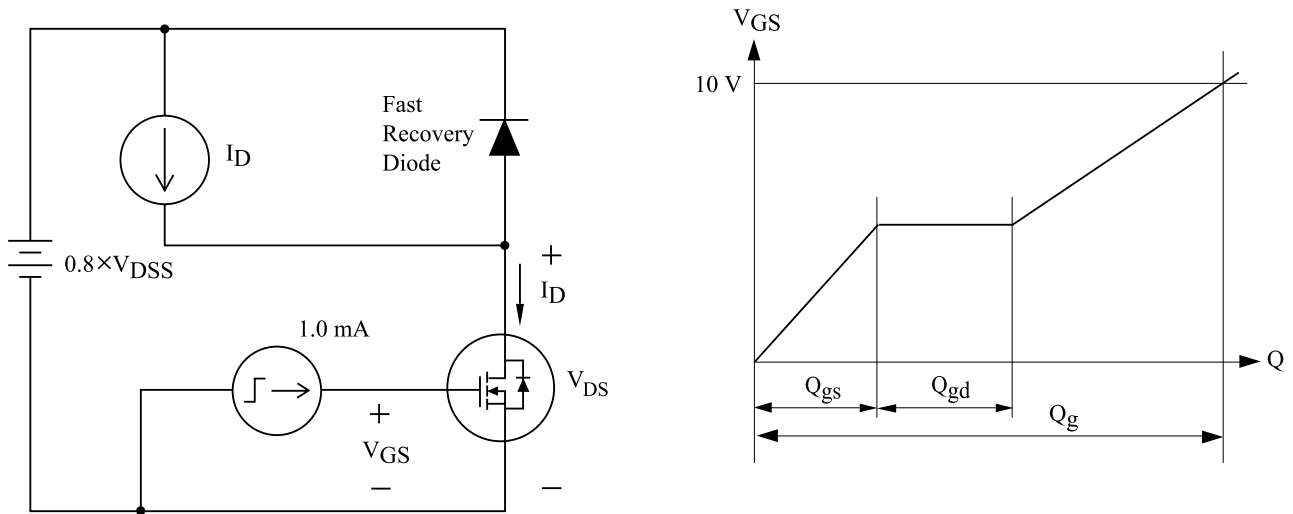 Fast
Recovery
Diode
I_D
0.8×V_DSS
+
I_D
1.0 mA
V_DS
+
V_GS
−
−
V_GS
10 V
Q
Q_gs
Q_gd
Q_g